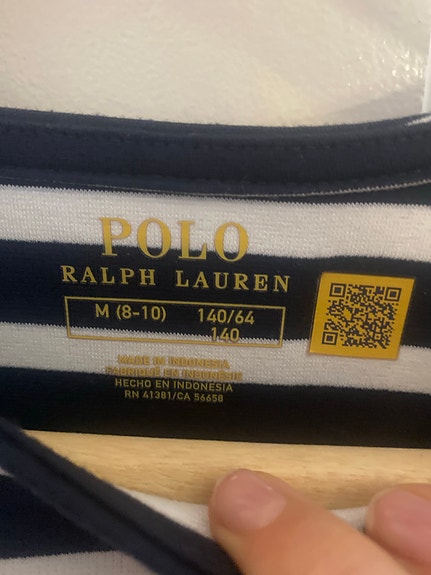 POLO
RALPH LAUREN
M (8-10) 140/64
140
MADE IN INDONESIA
FABRIQUÉ EN INDONÉSIE
HECHO EN INDONESIA
RN 41381/CA 56658